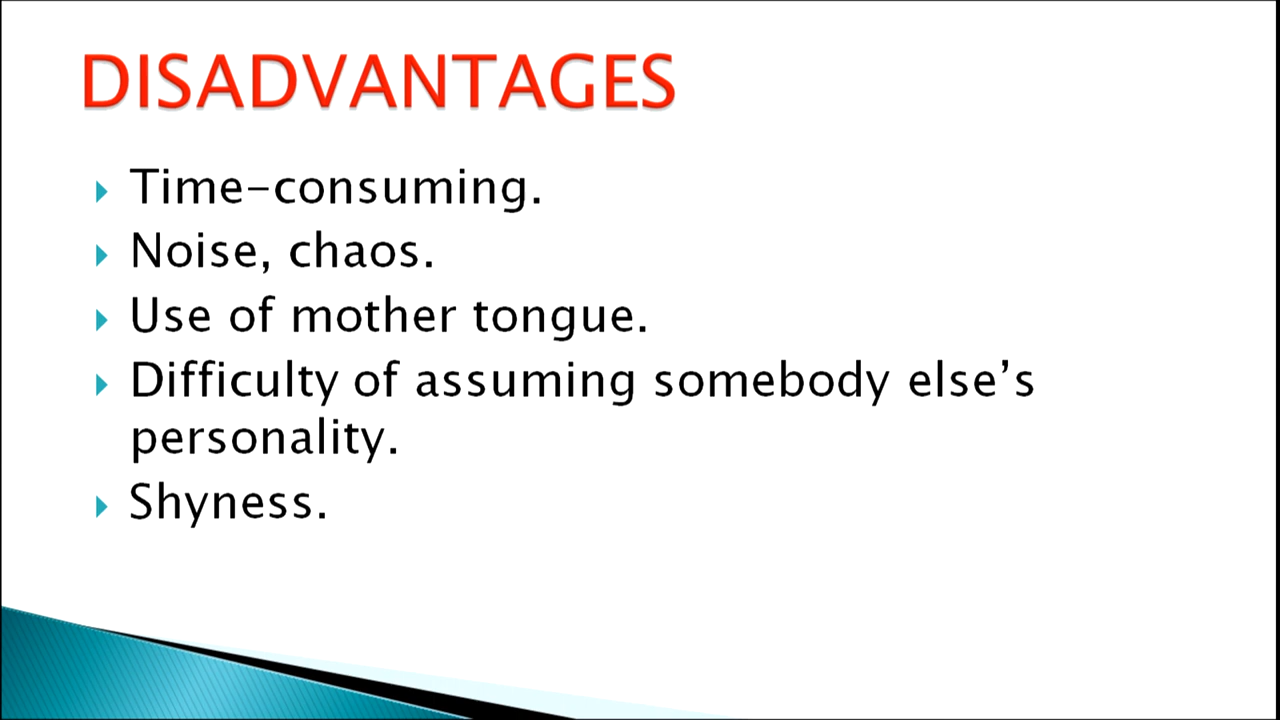 DISADVANTAGES
Time-consuming.
Noise, chaos.
Use of mother tongue.
Difficulty of assuming somebody else’s
personality.
Shyness.